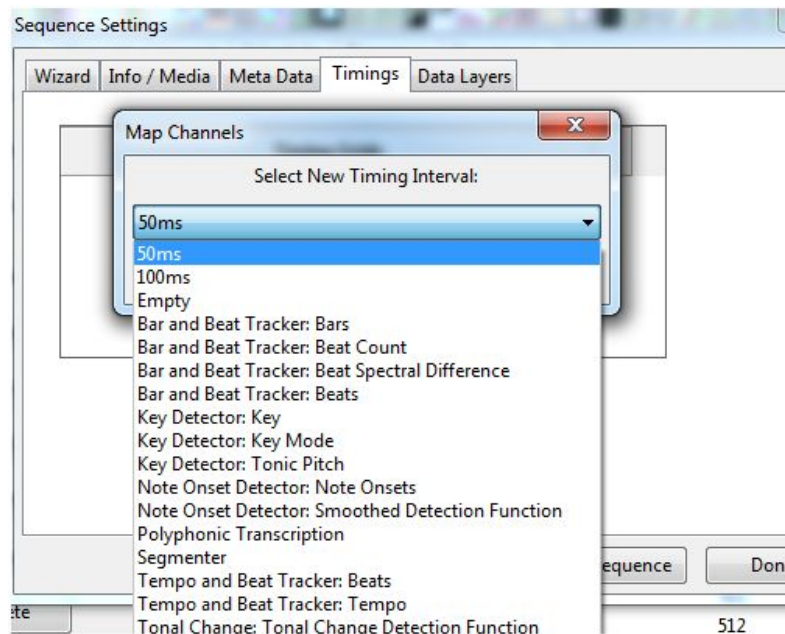 Sequence Settings
Wizard
Info / Media
Meta Data
Timings
Data Layers
Map Channels
Select New Timing Interval:
50ms
50ms
100ms
Empty
Bar and Beat Tracker: Bars
Bar and Beat Tracker: Beat Count
Bar and Beat Tracker: Beat Spectral Difference
Bar and Beat Tracker: Beats
Key Detector: Key
Key Detector: Key Mode
Key Detector: Tonic Pitch
Note Onset Detector: Note Onsets
Note Onset Detector: Smoothed Detection Function
Polyphonic Transcription
Segmenter
Tempo and Beat Tracker: Beats
Tempo and Beat Tracker: Tempo
Tonal Change: Tonal Change Detection Function
equence
Don
ete
512